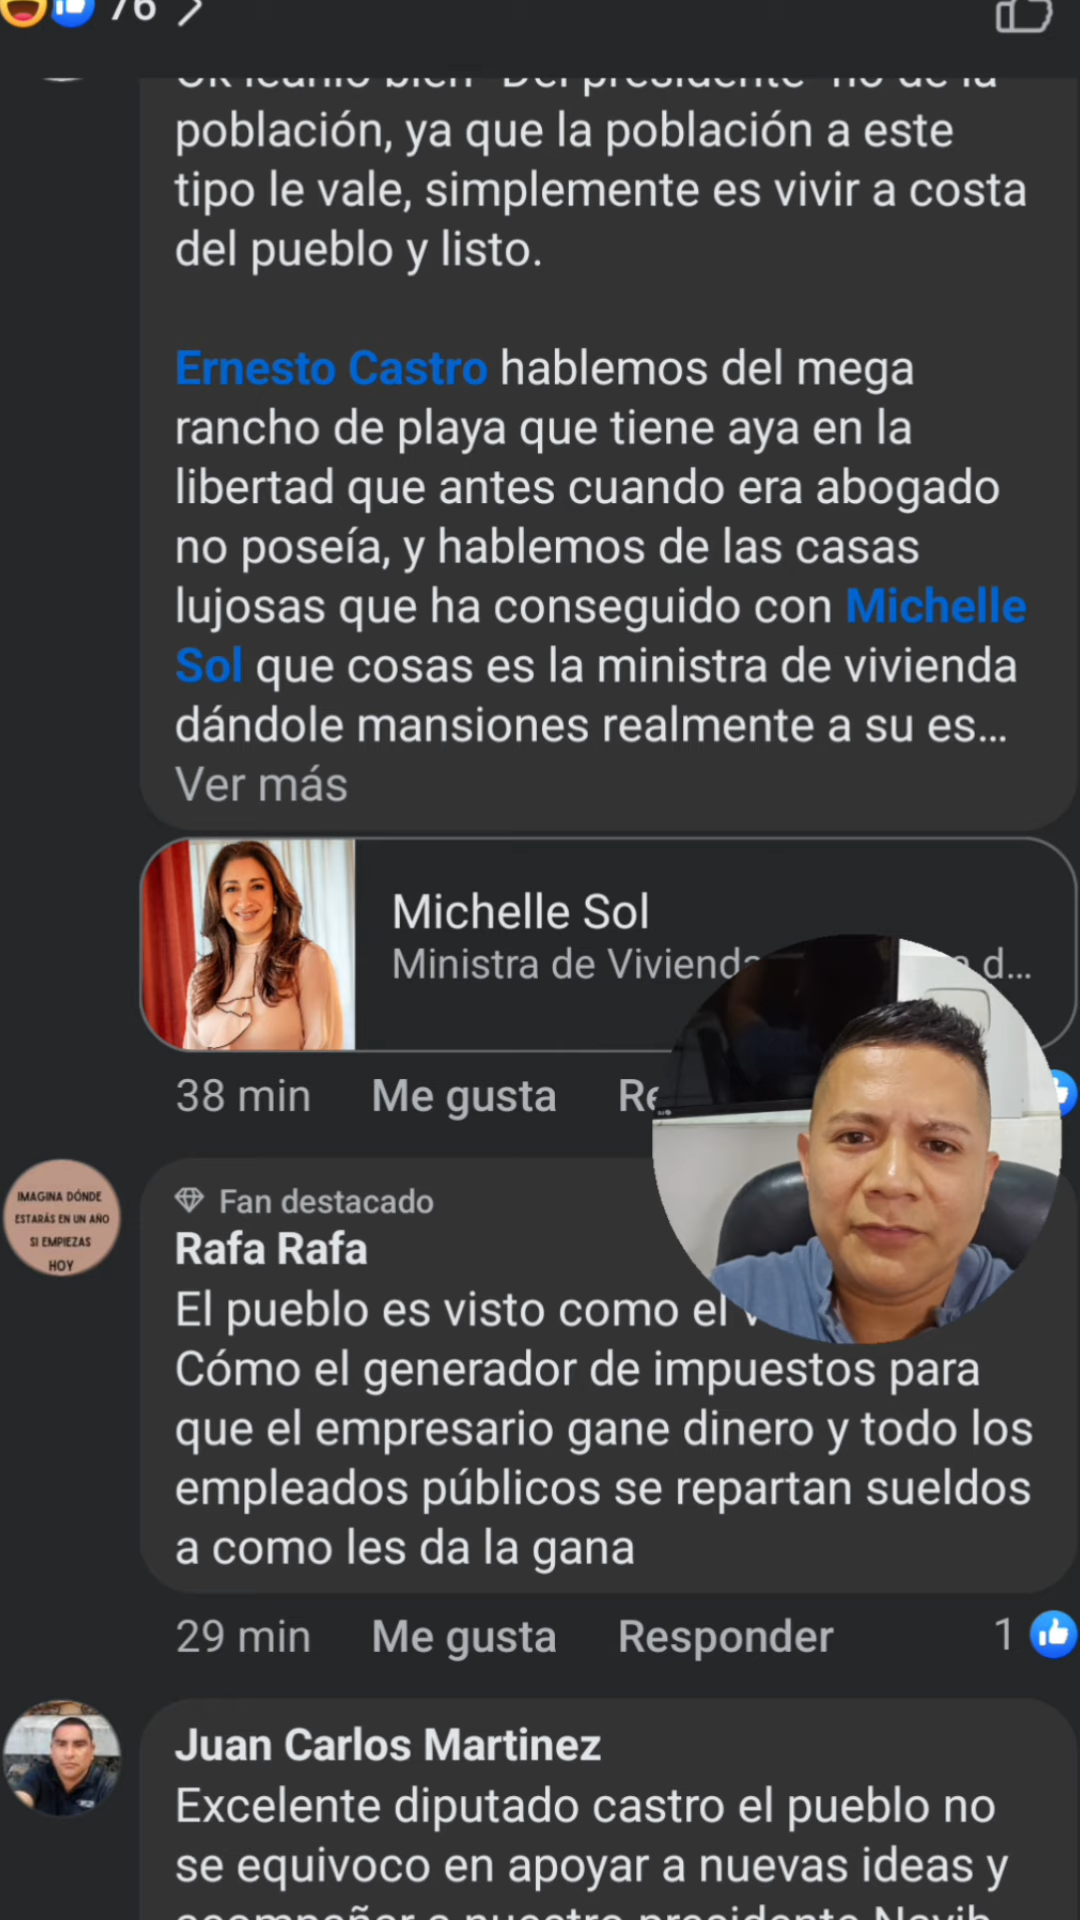 76
población, ya que la población a este
tipo le vale, simplemente es vivir a costa
del pueblo y listo.
Ernesto Castro hablemos del mega
rancho de playa que tiene aya en la
libertad que antes cuando era abogado
no poseía, y hablemos de las casas
lujosas que ha conseguido con Michelle
Sol que cosas es la ministra de vivienda
dándole mansiones realmente a su es...
Ver más
Michelle Sol
Ministra de Vivienda d...
38 min Me gusta
IMAGINA DÓNDE
ESTARÁS EN UN AÑO
SI EMPIEZAS
HOY
Fan destacado
Rafa Rafa
El pueblo es visto como el
Cómo el generador de impuestos para
que el empresario gane dinero y todo los
empleados públicos se repartan sueldos
a como les da la gana
29 min Me gusta Responder 1
Juan Carlos Martinez
Excelente diputado castro el pueblo no
se equivoco en apoyar a nuevas ideas y